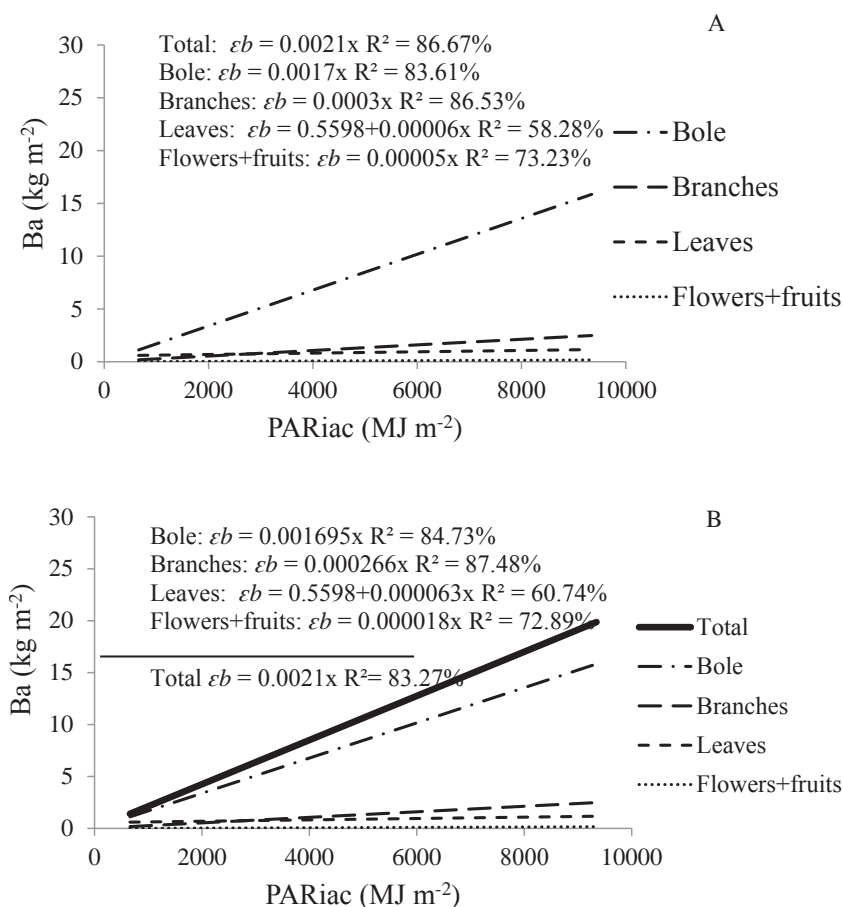 A
Total: εb = 0.0021x R² = 86.67%
Bole: εb = 0.0017x R² = 83.61%
Branches: εb = 0.0003x R² = 86.53%
Leaves: εb = 0.5598+0.00006x R² = 58.28%
Flowers+fruits: εb = 0.00005x R² = 73.23%
30
25
20
15
10
5
0
Ba (kg m⁻²)
0 2000 4000 6000 8000 10000
PARiac (MJ m⁻²)
Bole
Branches
Leaves
Flowers+fruits
B
Bole: εb = 0.001695x R² = 84.73%
Branches: εb = 0.000266x R² = 87.48%
Leaves: εb = 0.5598+0.000063x R² = 60.74%
Flowers+fruits: εb = 0.000018x R² = 72.89%
Total εb = 0.0021x R²= 83.27%
30
25
20
15
10
5
0
Ba (kg m⁻²)
0 2000 4000 6000 8000 10000
PARiac (MJ m⁻²)
Total
Bole
Branches
Leaves
Flowers+fruits